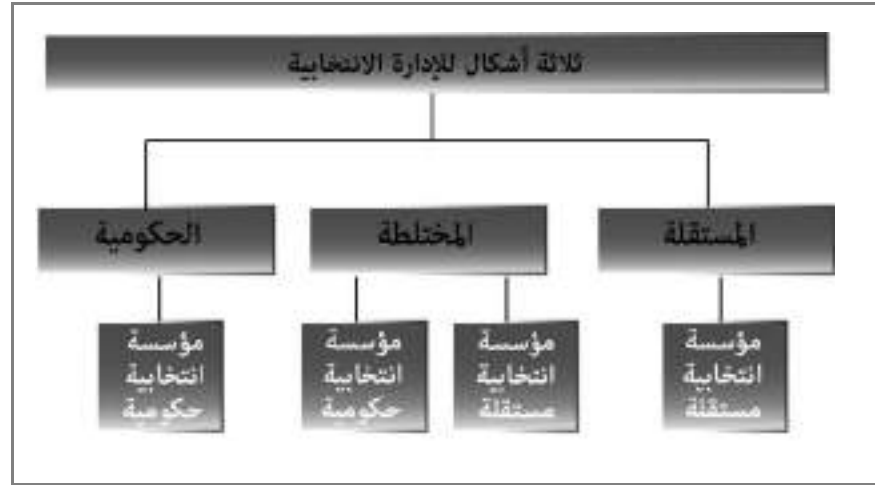 ثلاثة أشكال للإدارة الانتخابية
المستقلة
المختلطة
الحكومية
مؤسسة
انتخابية
مستقلة
مؤسسة
انتخابية
مستقلة
مؤسسة
انتخابية
حكومية
مؤسسة
انتخابية
حكومية